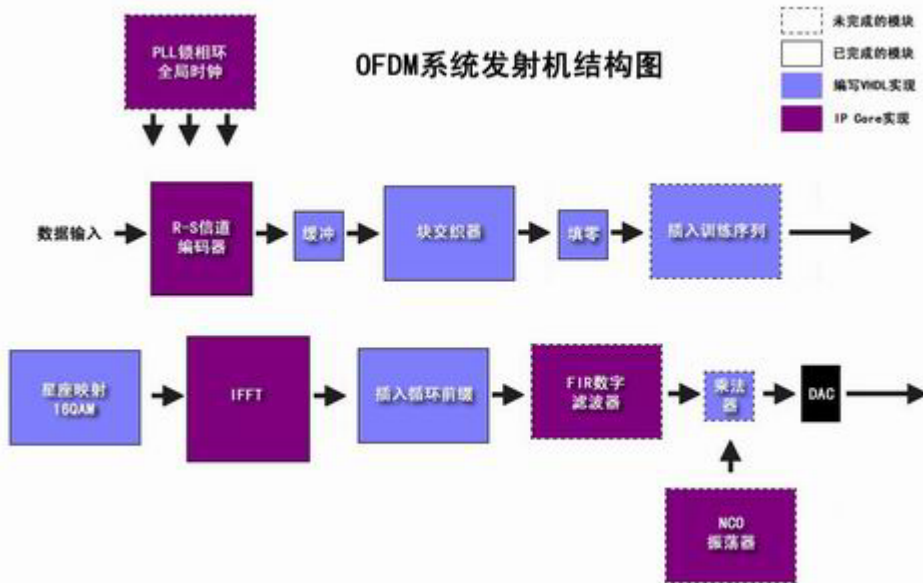 PLL锁相环
全局时钟
OFDM系统发射机结构图
未完成的模块
已完成的模块
编写VHDL实现
IP Core实现
数据输入
R-S信道
编码器
缓冲
块交织器
填零
插入训练序列
星座映射
16QAM
IFFT
插入循环前缀
FIR数字
滤波器
乘法
器
DAC
NCO
振荡器